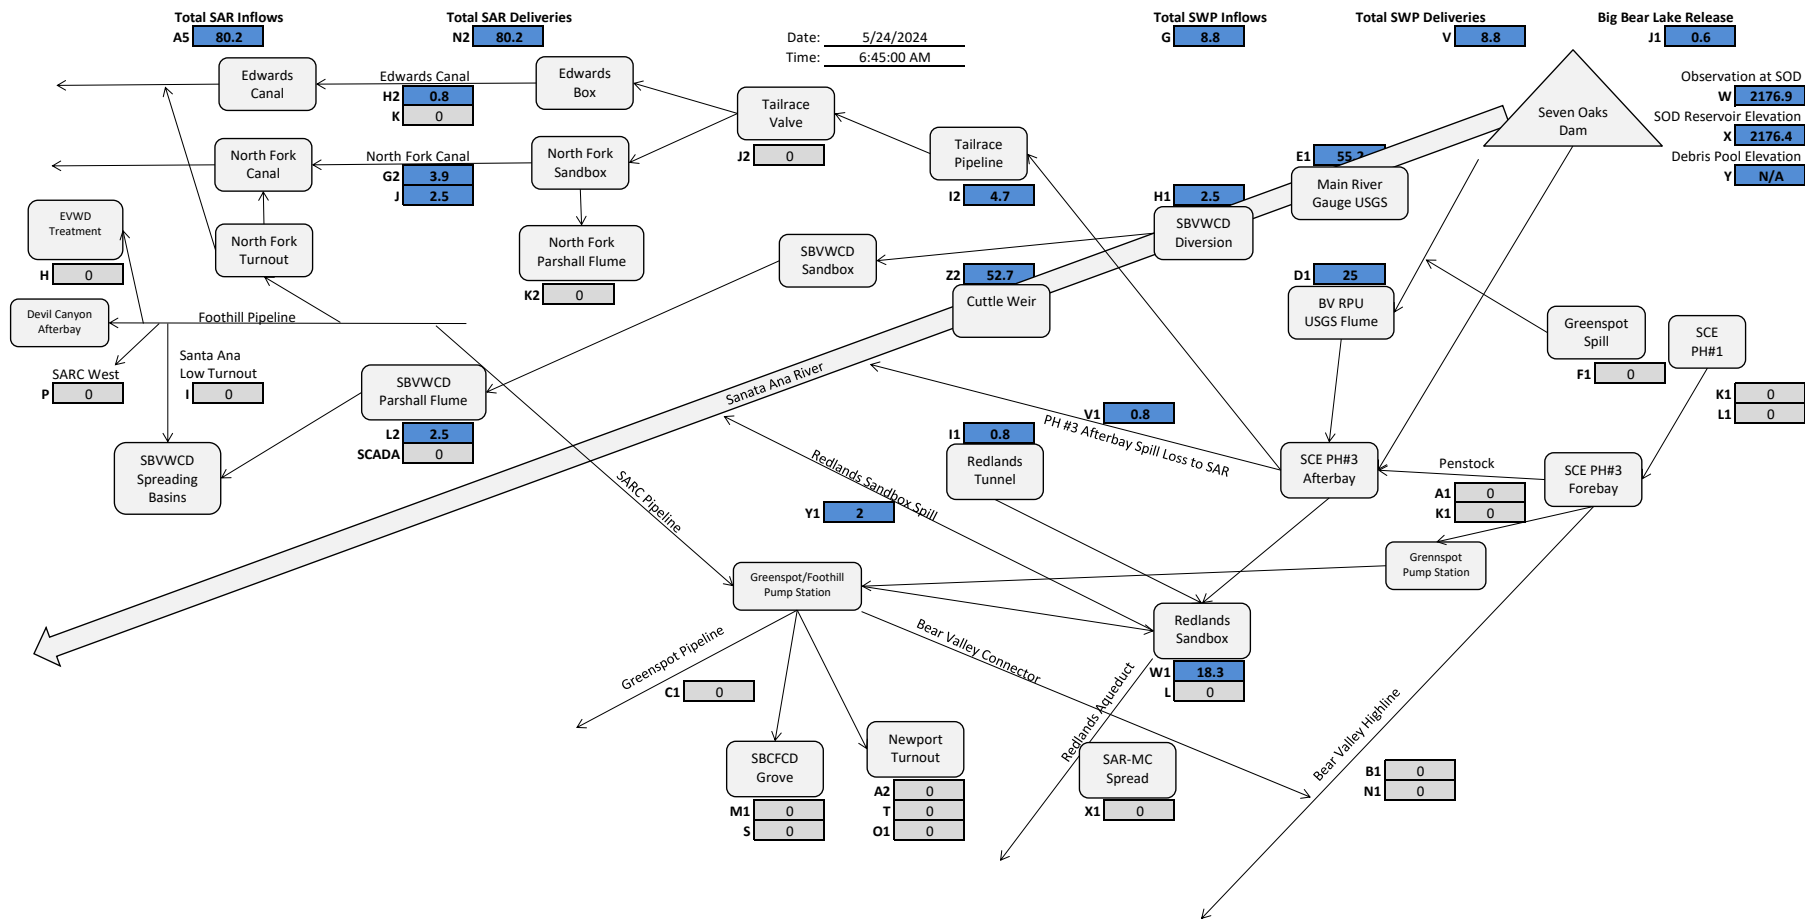 Total SAR Inflows
A5 80.2
Total SAR Deliveries
N2 80.2
Date: 5/24/2024
Time: 6:45:00 AM
Total SWP Inflows
G 8.8
Total SWP Deliveries
V 8.8
Big Bear Lake Release
J1 0.6
Observation at SOD
W 2176.9
SOD Reservoir Elevation
X 2176.4
Debris Pool Elevation
Y N/A
Seven Oaks
Dam
Edwards
Canal
Edwards Canal
H2 0.8
K 0
Edwards
Box
Tailrace
Valve
J2 0
Tailrace
Pipeline
I2 4.7
E1
Main River
Gauge USGS
H1 2.5
SBVWCD
Diversion
North Fork
Canal
North Fork Canal
G2 3.9
J 2.5
North Fork
Sandbox
North Fork
Parshall Flume
K2 0
EVWD
Treatment
H 0
North Fork
Turnout
SBVWCD
Sandbox
Z2 52.7
Cuttle Weir
D1 25
BV RPU
USGS Flume
Greenspot
Spill
F1 0
SCE
PH#1
K1 0
L1 0
Devil Canyon
Afterbay
Foothill Pipeline
SARC West
P 0
Santa Ana
Low Turnout
I 0
SBVWCD
Parshall Flume
L2 2.5
SCADA 0
SBVWCD
Spreading
Basins
Sanata Ana River
V1 0.8
PH #3 Afterbay Spill Loss to SAR
I1 0.8
Redlands
Tunnel
SCE PH#3
Afterbay
Penstock
A1 0
K1 0
SCE PH#3
Forebay
Redlands Sandbox Spill
Y1 2
SARC Pipeline
Greenspot/Foothill
Pump Station
Grennspot
Pump Station
Redlands
Sandbox
W1 18.3
L 0
Greenspot Pipeline
C1 0
Bear Valley Connector
Redlands Aqueduct
Bear Valley Highline
SBCFCD
Grove
M1 0
S 0
Newport
Turnout
A2 0
T 0
O1 0
SAR-MC
Spread
X1 0
B1 0
N1 0